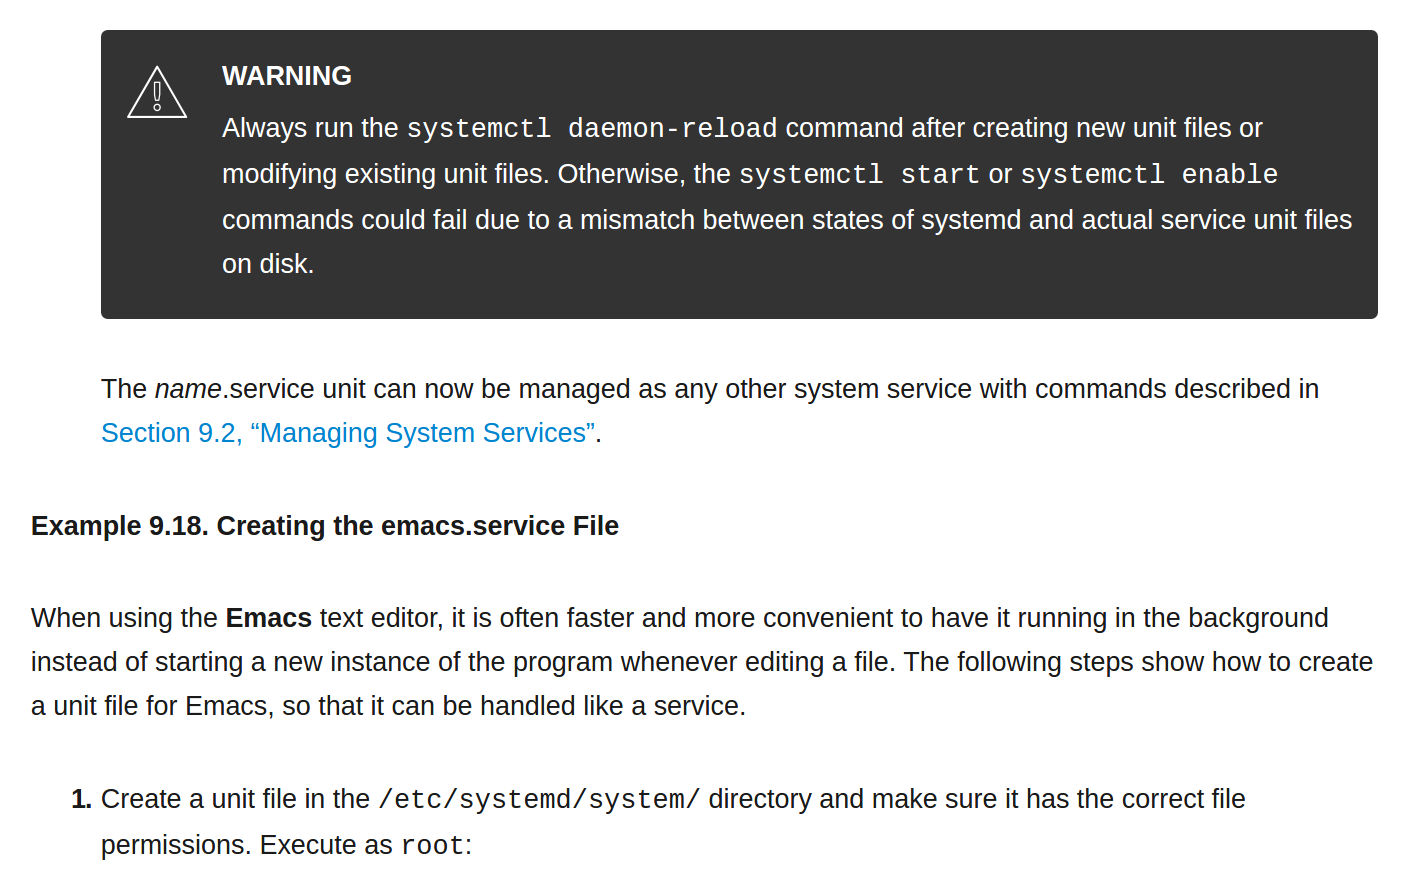 WARNING
Always run the systemctl daemon-reload command after creating new unit files or
modifying existing unit files. Otherwise, the systemctl start or systemctl enable
commands could fail due to a mismatch between states of systemd and actual service unit files
on disk.
The name.service unit can now be managed as any other system service with commands described in
Section 9.2, “Managing System Services”.
Example 9.18. Creating the emacs.service File
When using the Emacs text editor, it is often faster and more convenient to have it running in the background
instead of starting a new instance of the program whenever editing a file. The following steps show how to create
a unit file for Emacs, so that it can be handled like a service.
1. Create a unit file in the /etc/systemd/system/ directory and make sure it has the correct file
permissions. Execute as root: